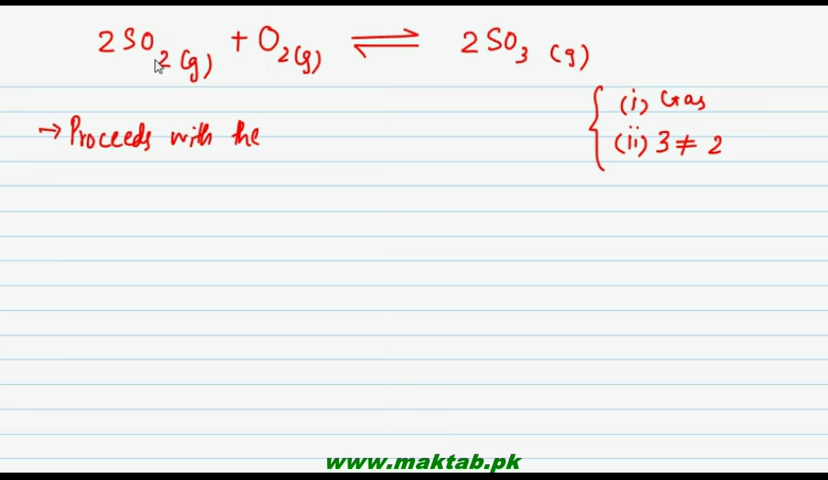 2SO2(g) + O2(g) ⇌ 2SO3 (g)
(i) Gas
→ Proceeds with the
(ii) 3 ≠ 2
www.maktab.pk